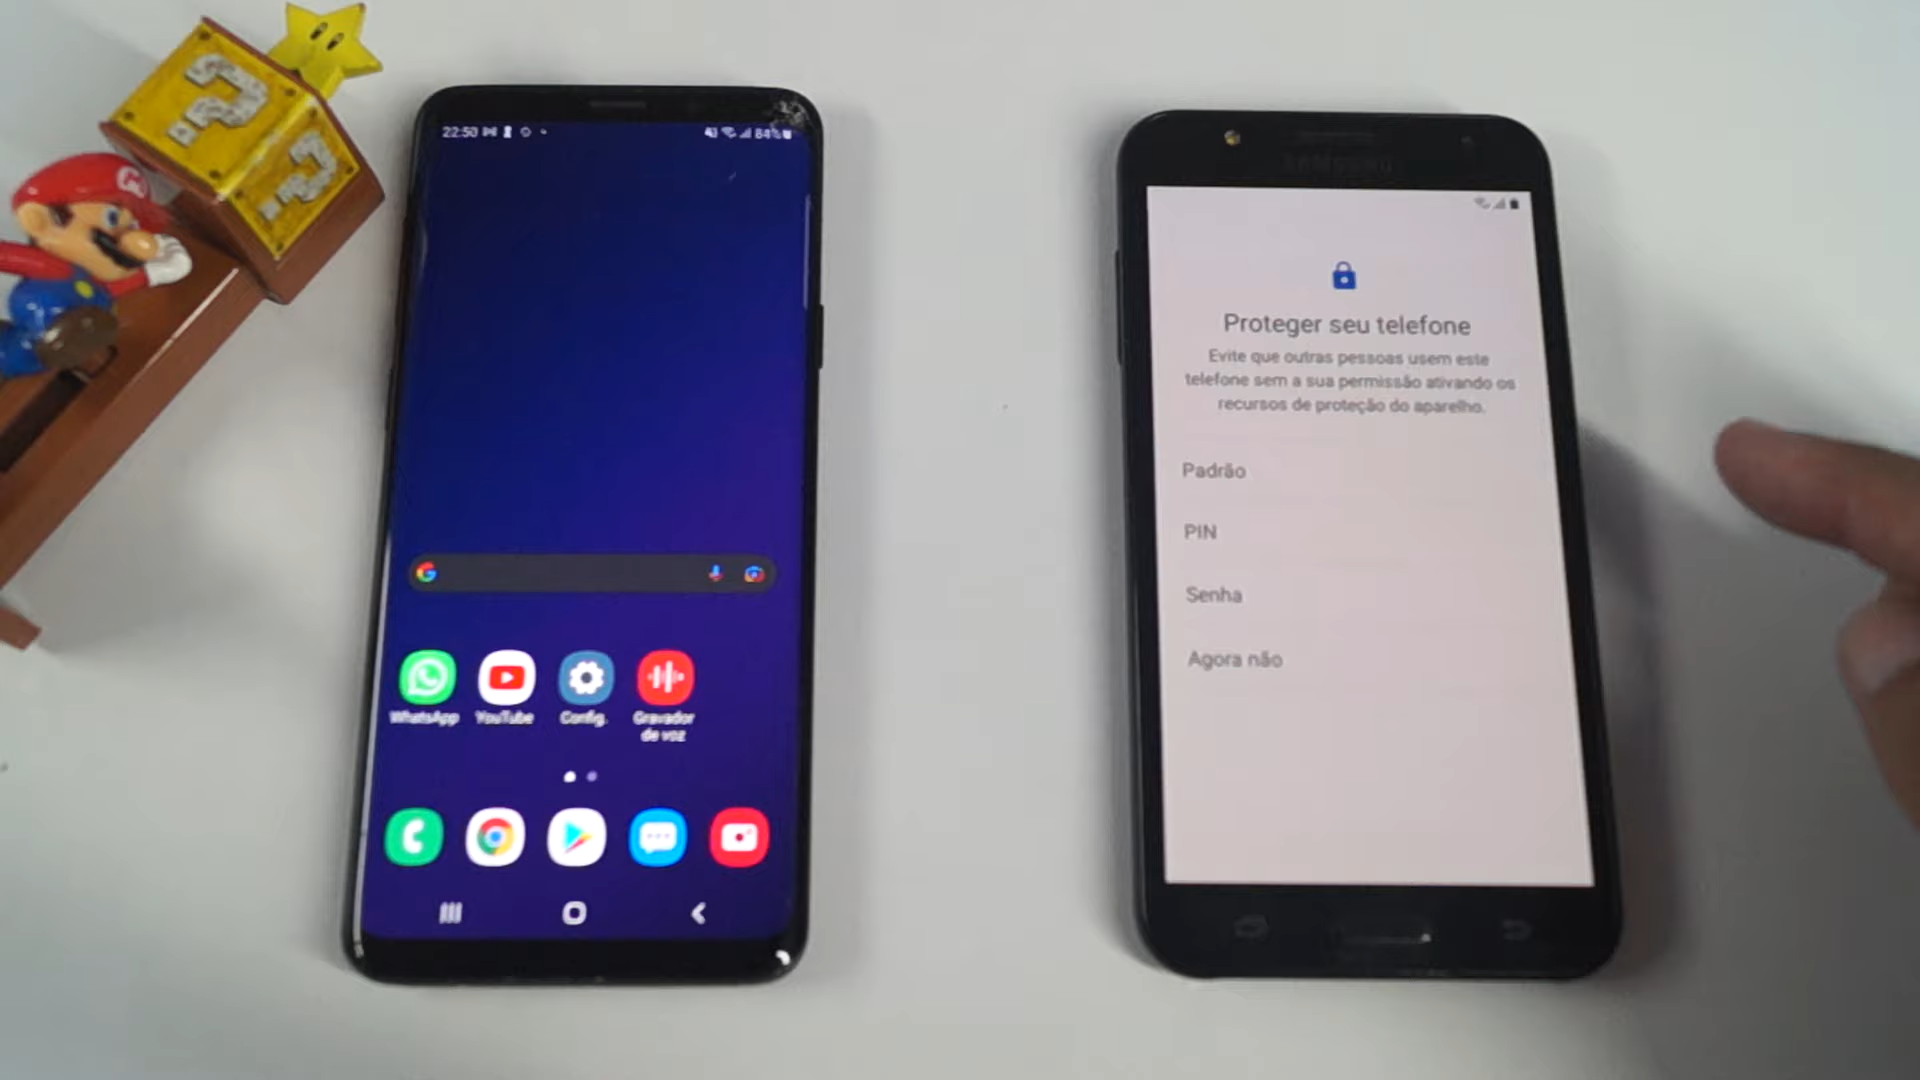 22:50
84%
WhatsApp
YouTube
Config.
Gravador
de voz
SAMSUNG
Proteger seu telefone
Evite que outras pessoas usem este
telefone sem a sua permissão ativando os
recursos de proteção do aparelho.
Padrão
PIN
Senha
Agora não